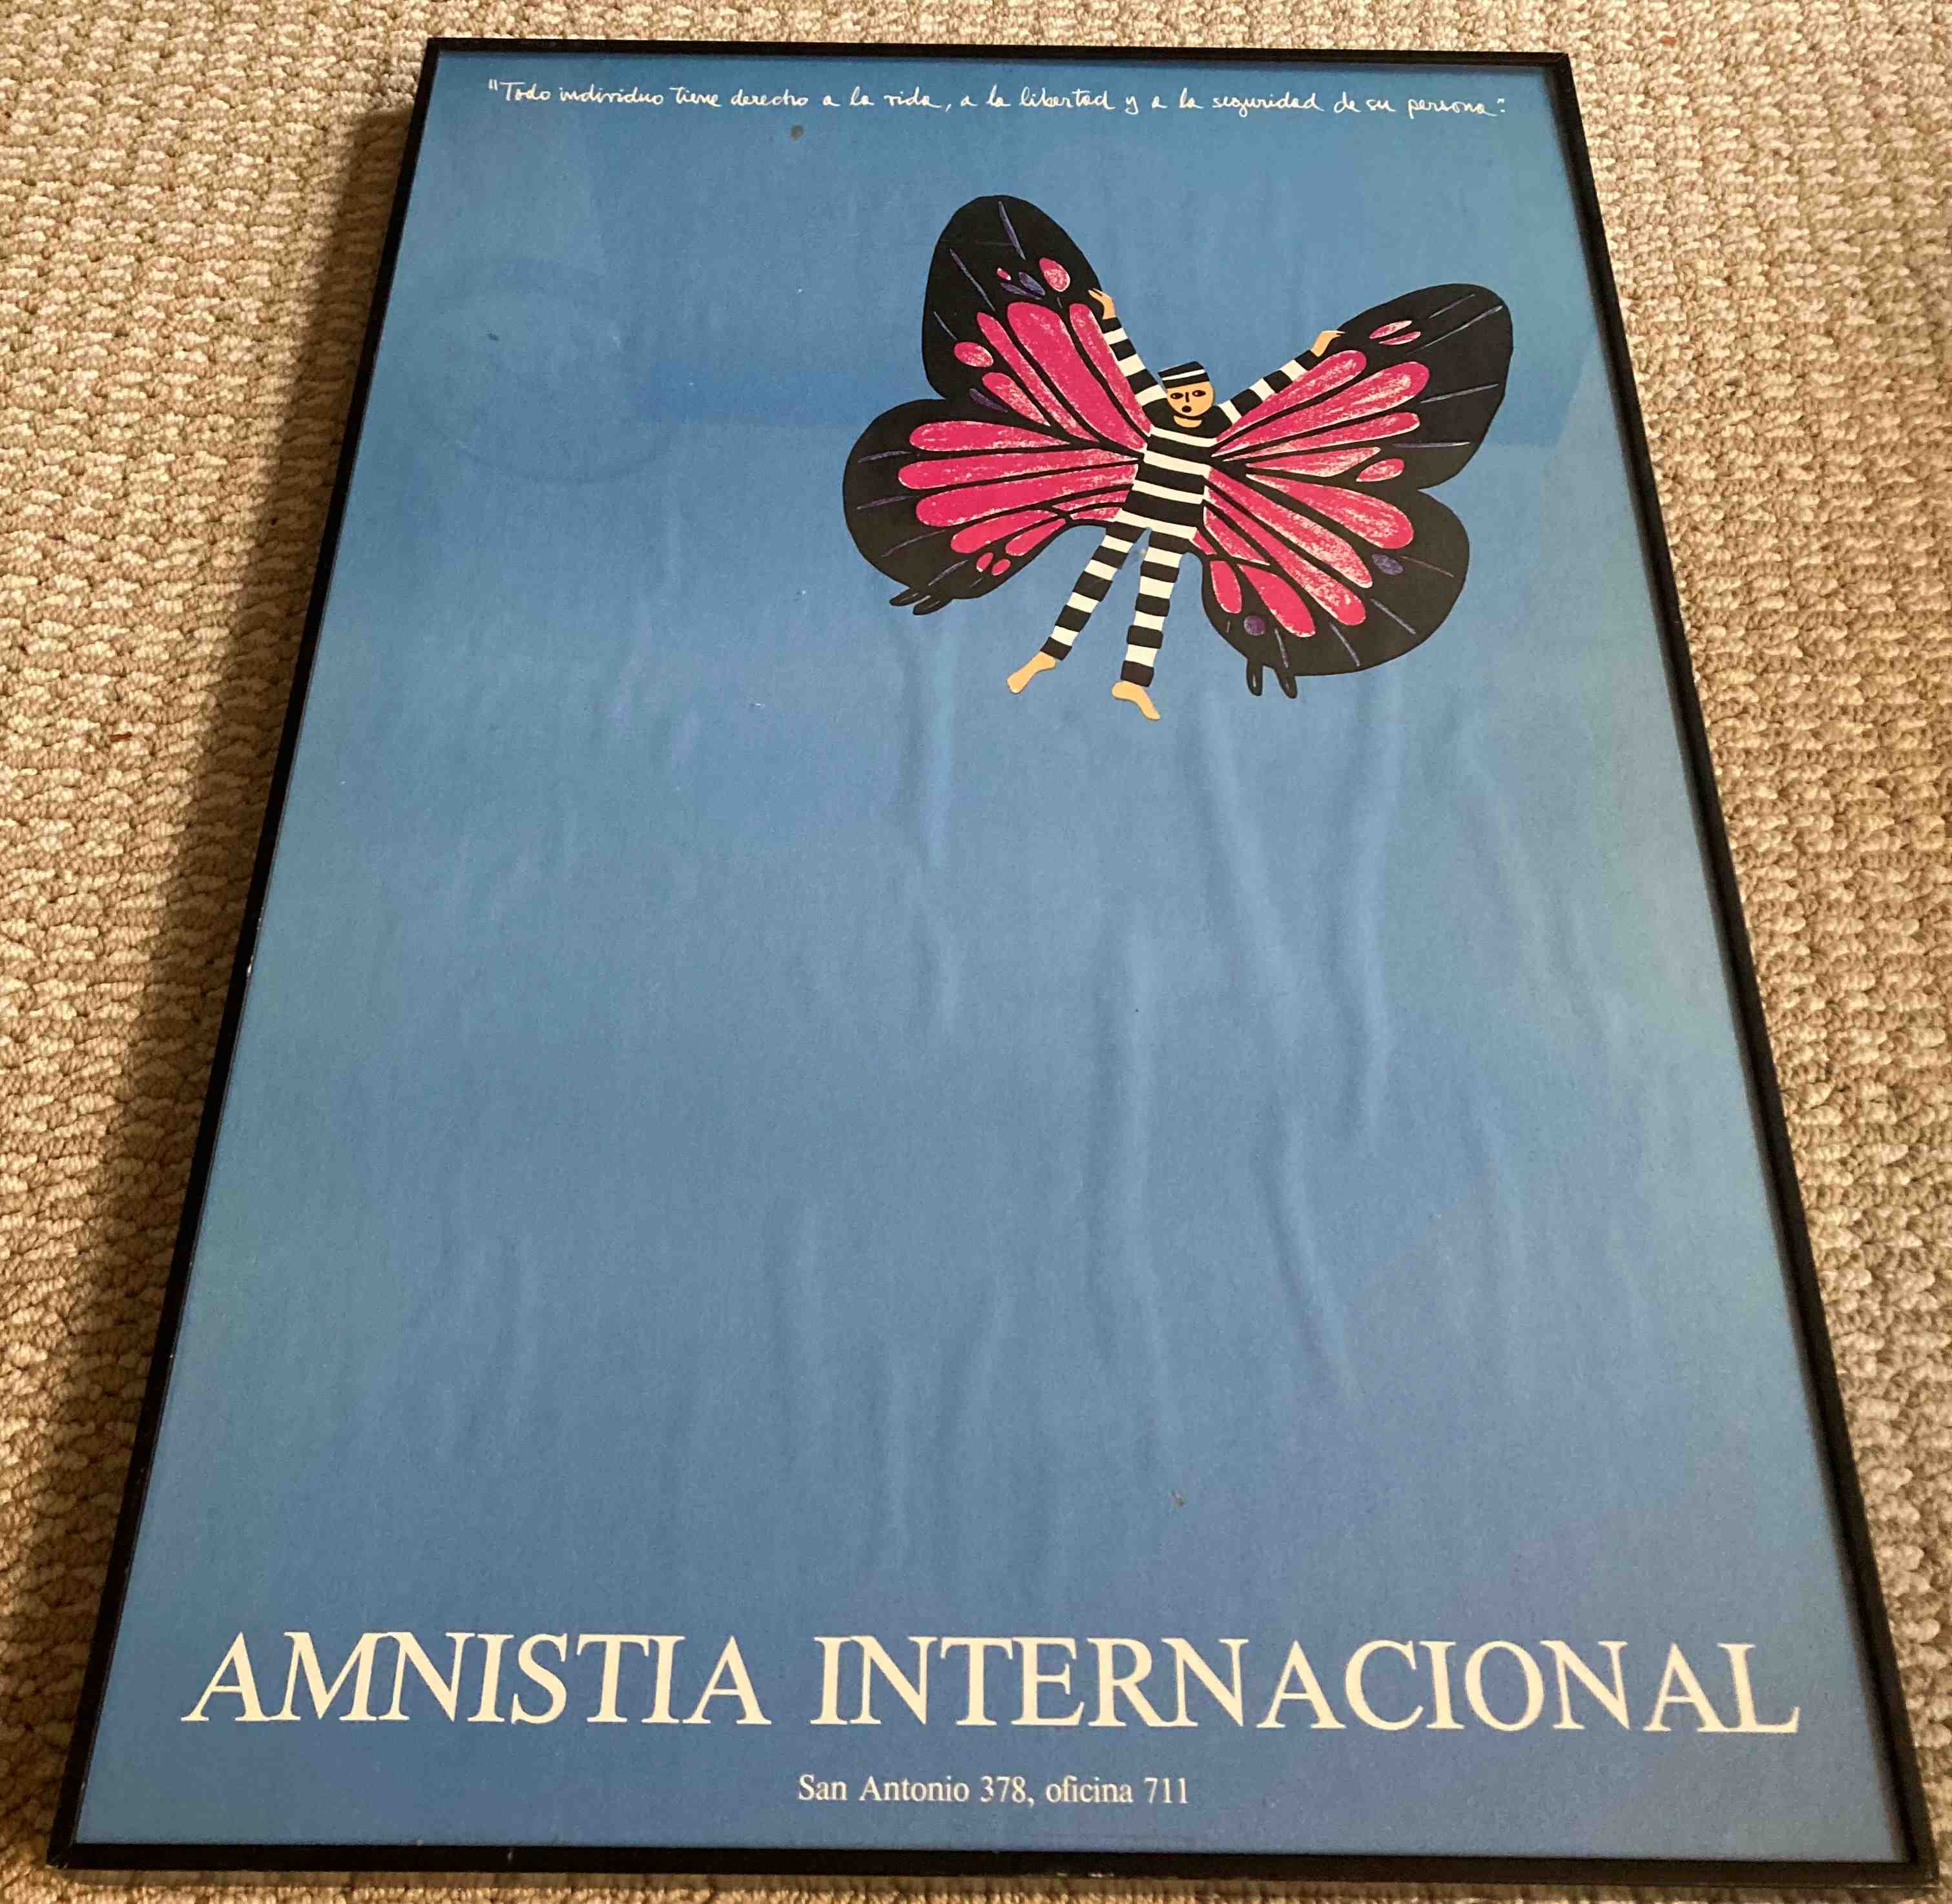 "Todo individuo tiene derecho a la vida, a la libertad y a la seguridad de su persona".
AMNISTIA INTERNACIONAL
San Antonio 378, oficina 711